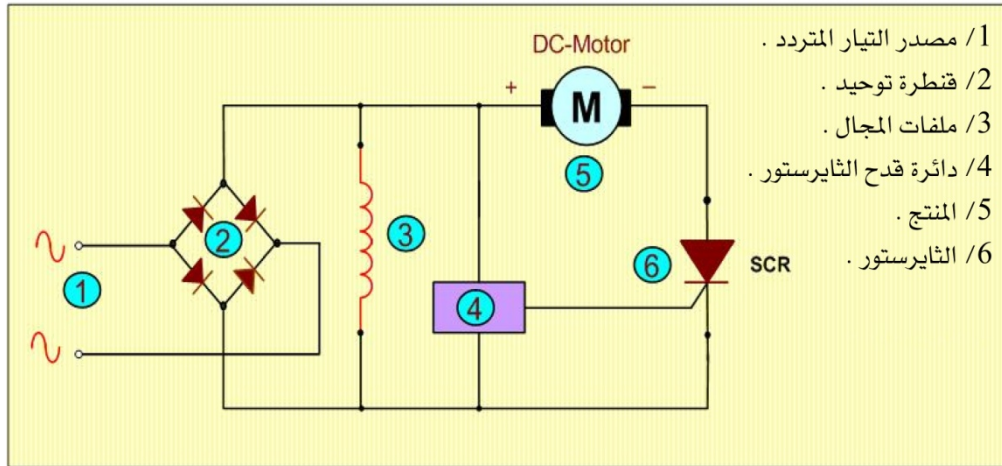 1/ مصدر التيار المتردد .
2/ قنطرة توحيد .
3/ ملفات المجال .
4/ دائرة قدح الثايرستور .
5/ المنتج .
6/ الثايرستور .
DC-Motor
+ M −
5
2
3
6 SCR
1
4